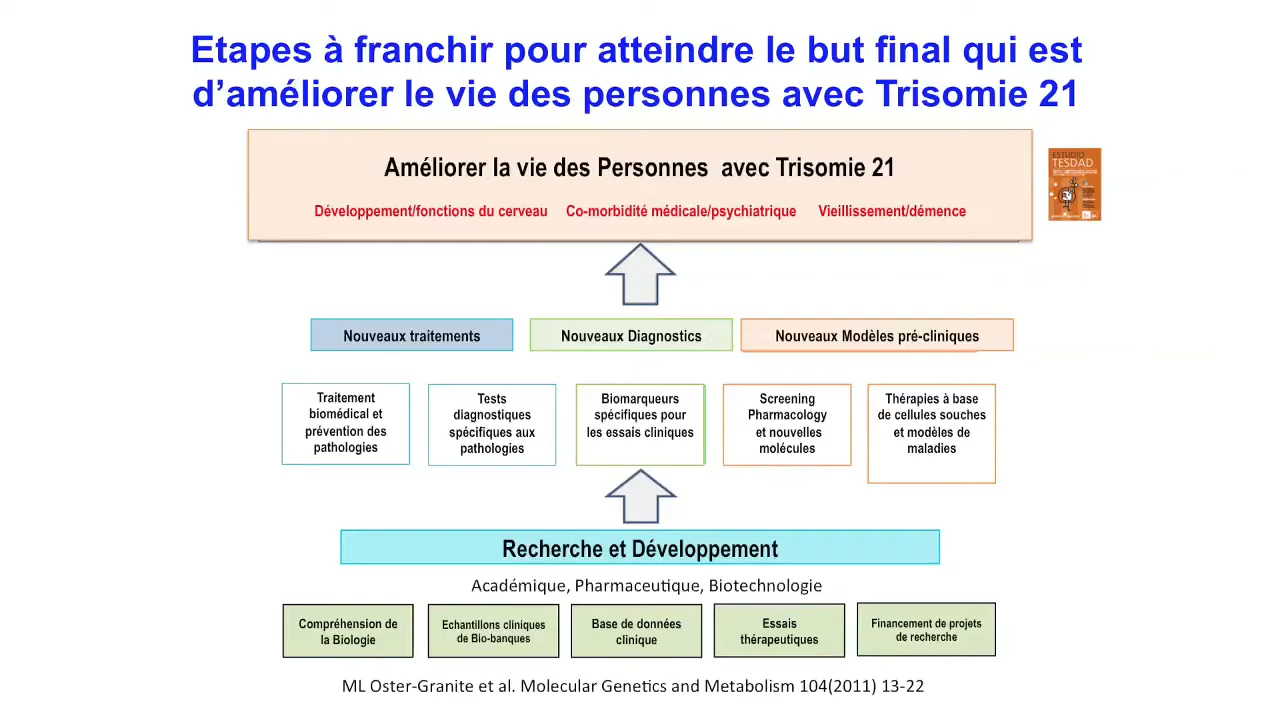 Etapes à franchir pour atteindre le but final qui est
d’améliorer le vie des personnes avec Trisomie 21
Améliorer la vie des Personnes avec Trisomie 21
Développement/fonctions du cerveau Co-morbidité médicale/psychiatrique Vieillissement/démence
ESTUDIO
TESDAD
Nouveaux traitements
Nouveaux Diagnostics
Nouveaux Modèles pré-cliniques
Traitement
biomédical et
prévention des
pathologies
Tests
diagnostiques
spécifiques aux
pathologies
Biomarqueurs
spécifiques pour
les essais cliniques
Screening
Pharmacology
et nouvelles
molécules
Thérapies à base
de cellules souches
et modèles de
maladies
Recherche et Développement
Académique, Pharmaceutique, Biotechnologie
Compréhension de
la Biologie
Echantillons cliniques
de Bio-banques
Base de données
clinique
Essais
thérapeutiques
Financement de projets
de recherche
ML Oster-Granite et al. Molecular Genetics and Metabolism 104(2011) 13-22